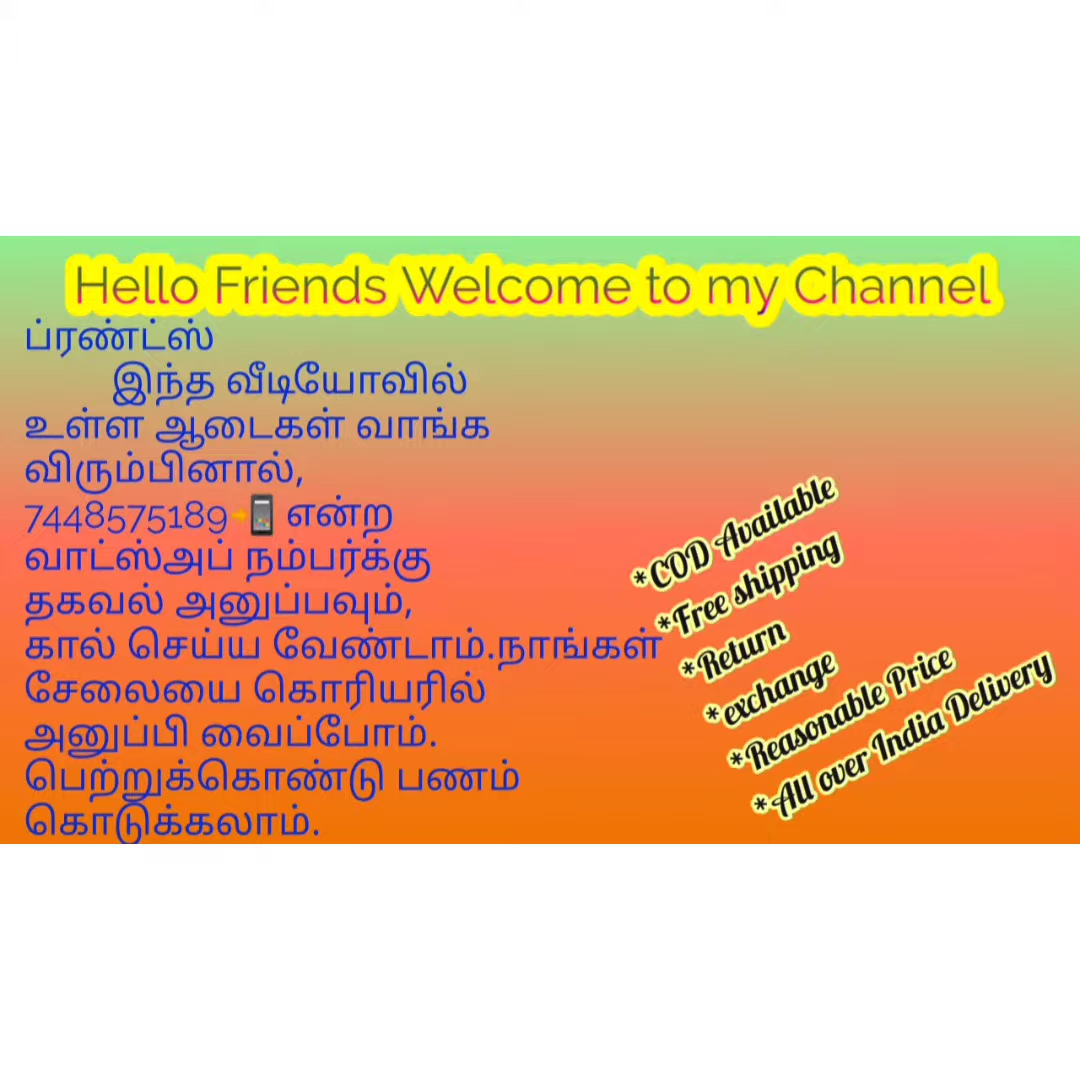 Hello Friends Welcome to my Channel
ப்ரண்ட்ஸ்
இந்த வீடியோவில்
உள்ள ஆடைகள் வாங்க
விரும்பினால்,
7448575189 என்ற
வாட்ஸ்அப் நம்பர்க்கு
தகவல் அனுப்பவும்,
கால் செய்ய வேண்டாம்.நாங்கள்
சேலையை கொரியரில்
அனுப்பி வைப்போம்.
பெற்றுக்கொண்டு பணம்
கொடுக்கலாம்.
*COD Available
*Free shipping
*Return
*exchange
*Reasonable Price
*All over India Delivery